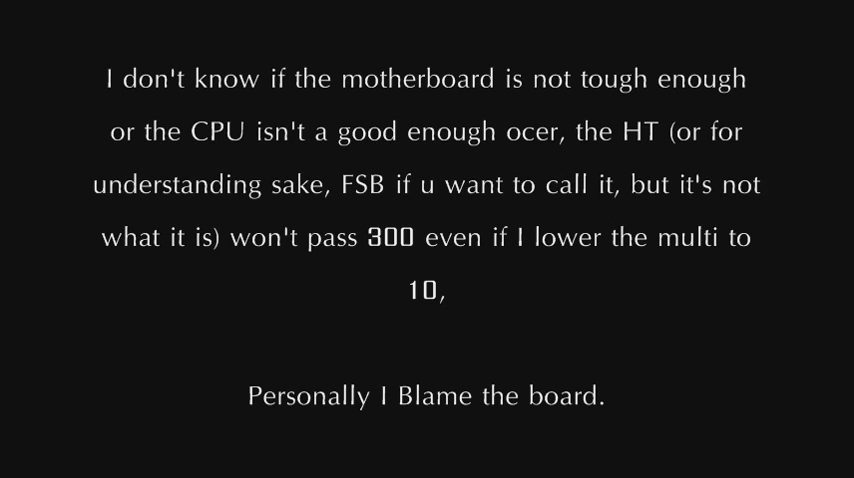 I don't know if the motherboard is not tough enough
or the CPU isn't a good enough ocer, the HT (or for
understanding sake, FSB if u want to call it, but it's not
what it is) won't pass 300 even if I lower the multi to
10,
Personally I Blame the board.